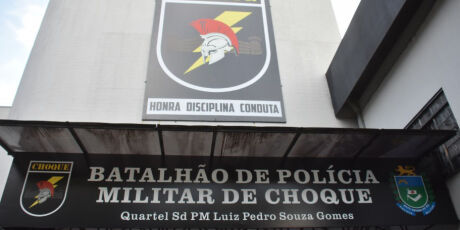 HONRA DISCIPLINA CONDUTA
CHOQUE
BATALHÃO DE POLÍCIA
MILITAR DE CHOQUE
Quartel Sd PM Luiz Pedro Souza Gomes